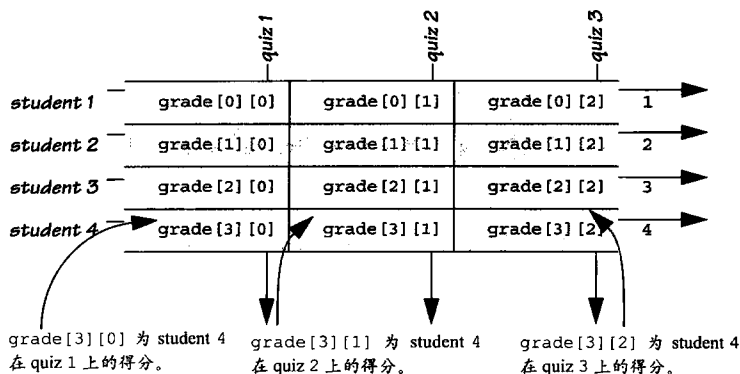 quiz 1 quiz 2 quiz 3
student 1 grade[0][0] grade[0][1] grade[0][2] 1
student 2 grade[1][0] grade[1][1] grade[1][2] 2
student 3 grade[2][0] grade[2][1] grade[2][2] 3
student 4 grade[3][0] grade[3][1] grade[3][2] 4
grade[3][0] 为 student 4
在 quiz 1 上的得分。
grade[3][1] 为 student 4
在 quiz 2 上的得分。
grade[3][2] 为 student 4
在 quiz 3 上的得分。